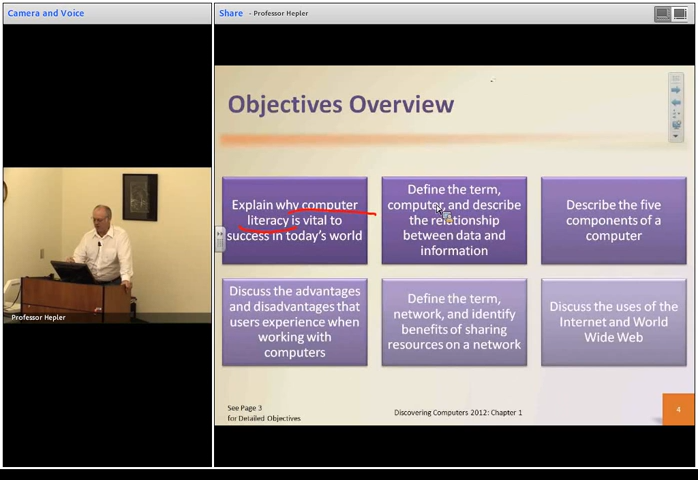 Camera and Voice
Share - Professor Hepler
Objectives Overview
Explain why computer
literacy is vital to
success in today's world
Define the term,
computer, and describe
the relationship
between data and
information
Describe the five
components of a
computer
Discuss the advantages
and disadvantages that
users experience when
working with
computers
Define the term,
network, and identify
benefits of sharing
resources on a network
Discuss the uses of the
Internet and World
Wide Web
Professor Hepler
See Page 3
for Detailed Objectives
Discovering Computers 2012: Chapter 1
4